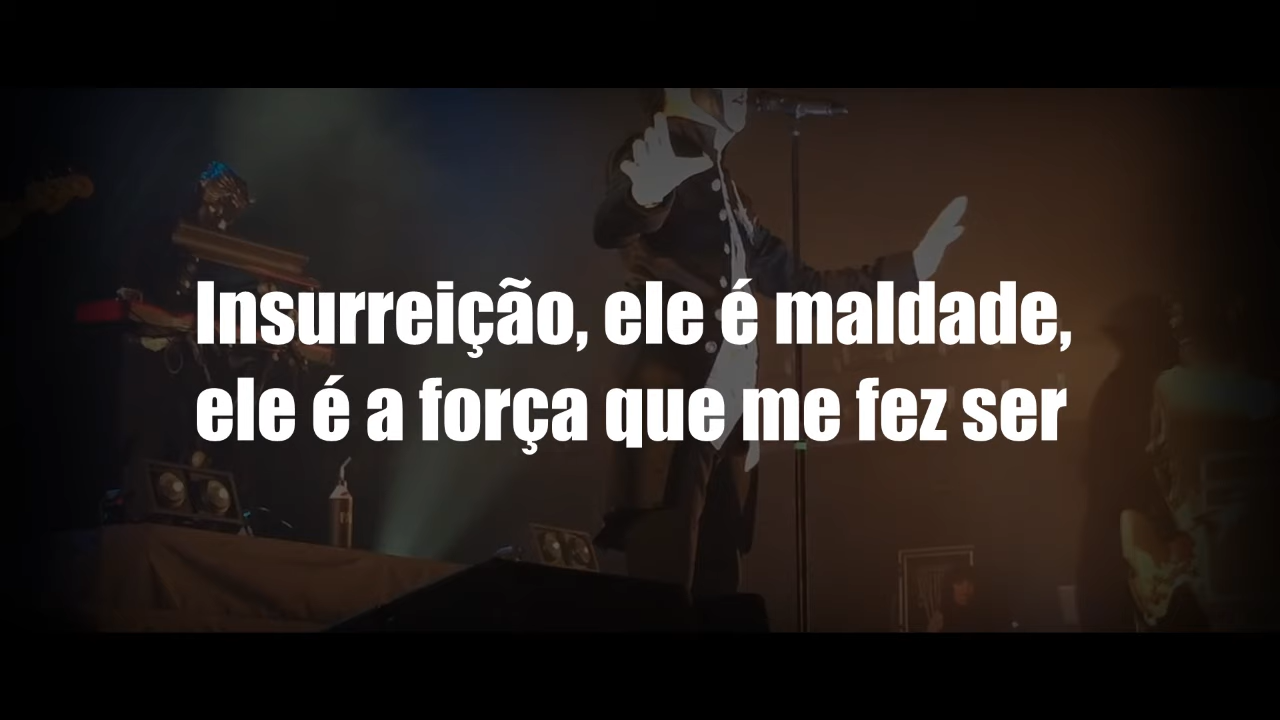 Insurreição, ele é maldade,
ele é a força que me fez ser